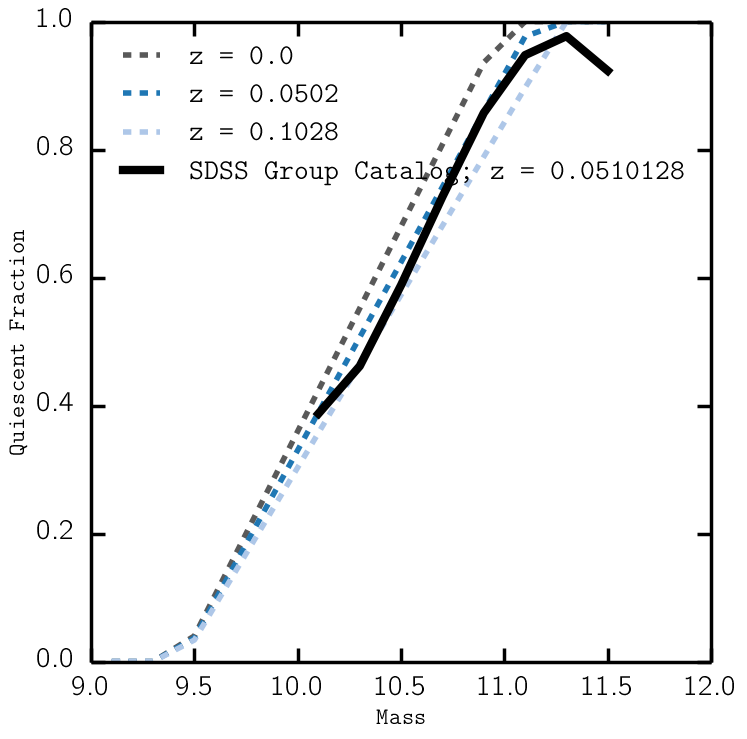 1.0
z = 0.0
z = 0.0502
z = 0.1028
SDSS Group Catalog; z = 0.0510128
0.8
0.6
0.4
0.2
0.0
Quiescent Fraction
9.0 9.5 10.0 10.5 11.0 11.5 12.0
Mass